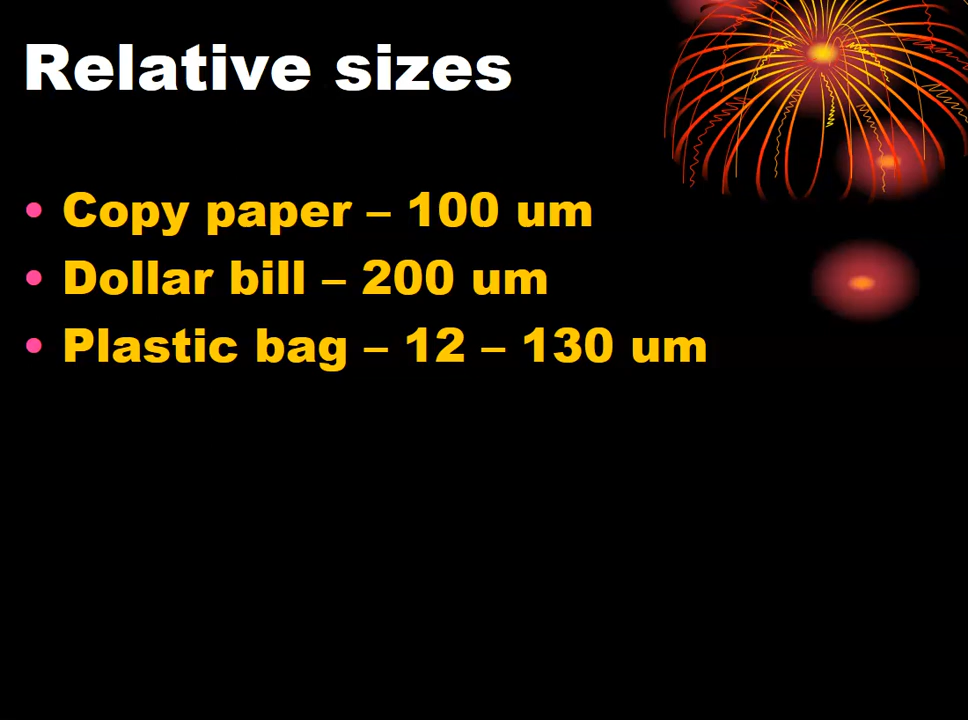 Relative sizes
• Copy paper – 100 um
• Dollar bill – 200 um
• Plastic bag – 12 – 130 um